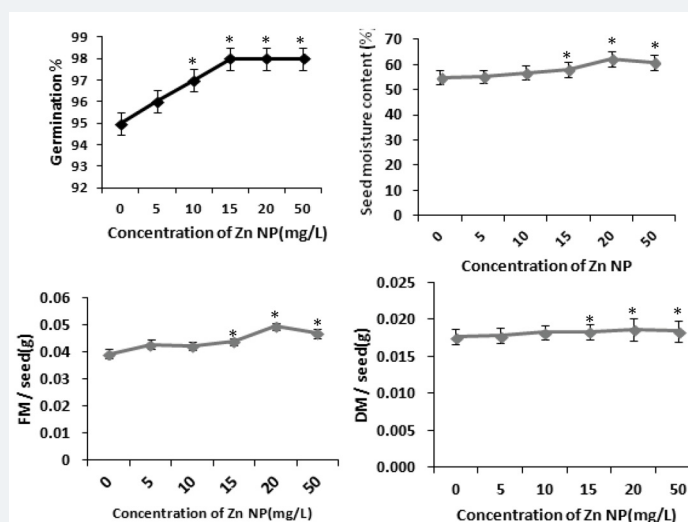 99
98
97
96
95
94
93
92
Germination %
* * * *
0 5 10 15 20 50
Concentration of Zn NP(mg/L)
80
70
60
50
40
30
20
10
0
Seed moisture content (%)
* * *
0 5 10 15 20 50
Concentration of Zn NP
0.06
0.05
0.04
0.03
0.02
0.01
0
FM / seed(g)
* * *
0 5 10 15 20 50
Concentration of Zn NP(mg/L)
0.025
0.020
0.015
0.010
0.005
0.000
DM / seed(g)
* * *
0 5 10 15 20 50
Concentration of Zn NP(mg/L)